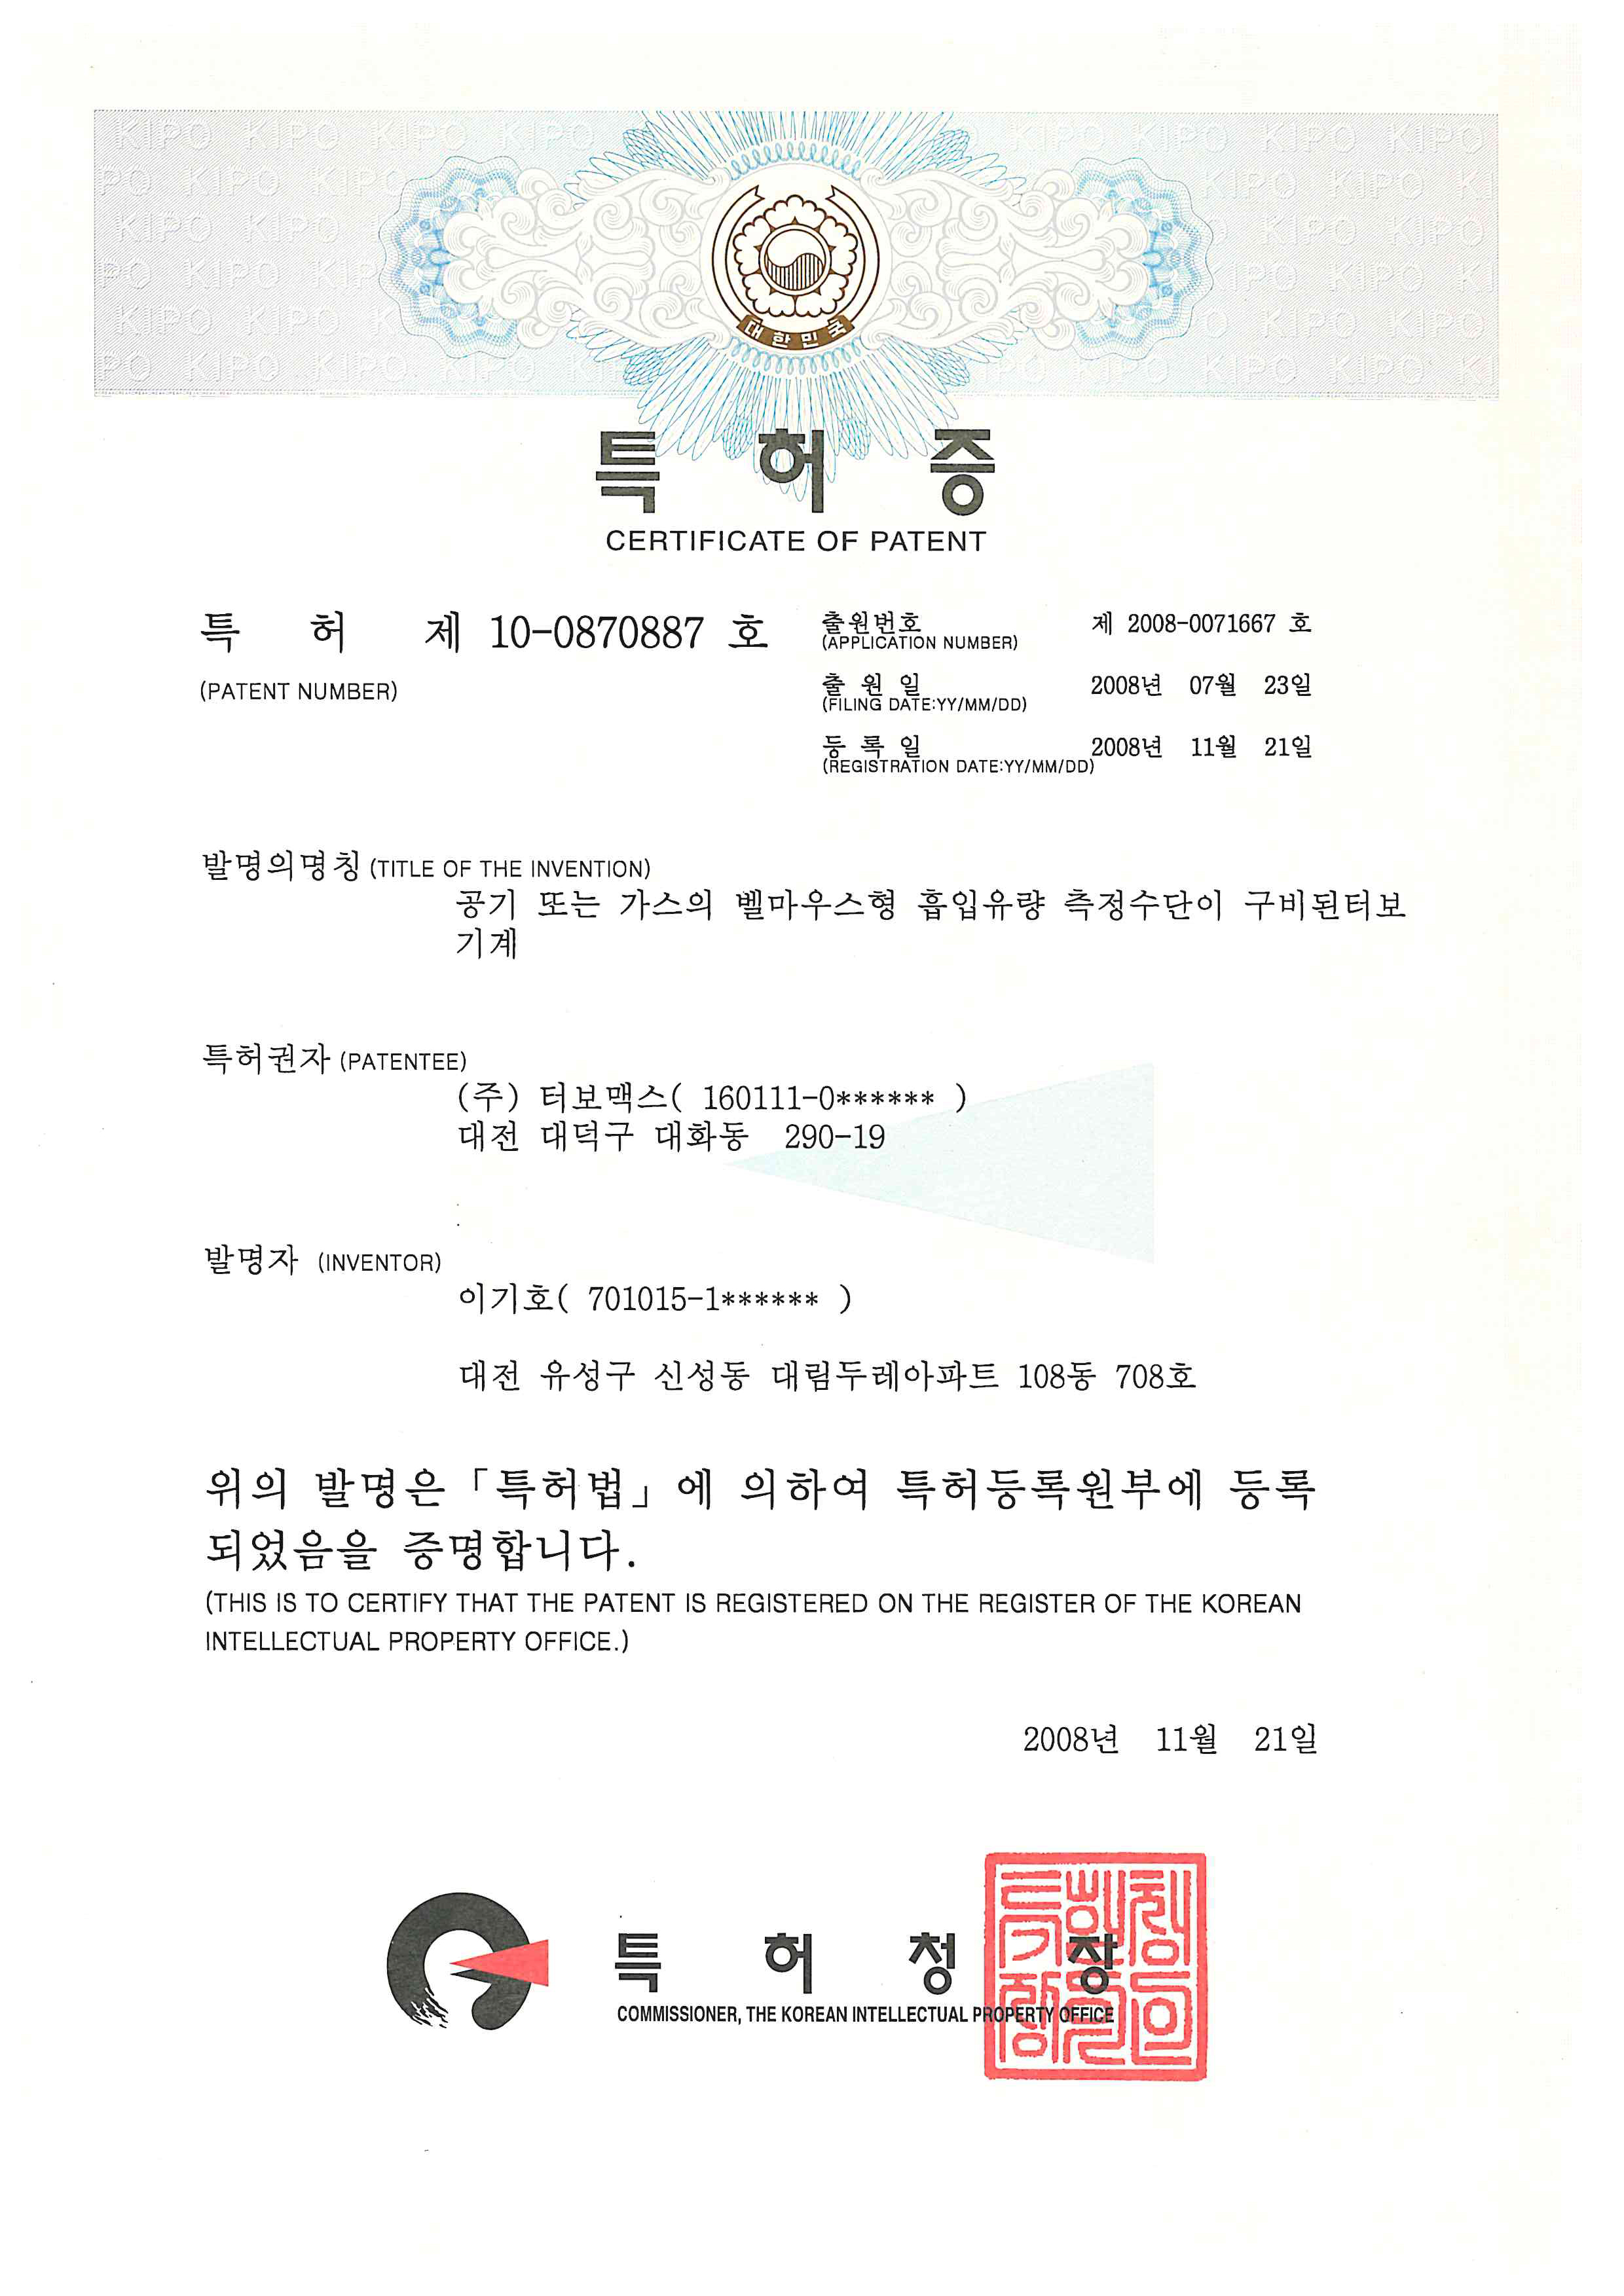 KIPO KIPO KIPO KIPO KIPO KIPO KIPO KIPO
대한민국
특 허 증
CERTIFICATE OF PATENT
특 허 제 10-0870887 호
(PATENT NUMBER)
출원번호 제 2008-0071667 호
(APPLICATION NUMBER)
출 원 일 2008년 07월 23일
(FILING DATE:YY/MM/DD)
등 록 일 2008년 11월 21일
(REGISTRATION DATE:YY/MM/DD)
발명의명칭 (TITLE OF THE INVENTION)
공기 또는 가스의 벨마우스형 흡입유량 측정수단이 구비된터보
기계
특허권자 (PATENTEE)
(주) 터보맥스( 160111-0****** )
대전 대덕구 대화동 290-19
발명자 (INVENTOR)
이기호( 701015-1****** )
대전 유성구 신성동 대림두레아파트 108동 708호
위의 발명은 「특허법」에 의하여 특허등록원부에 등록
되었음을 증명합니다.
(THIS IS TO CERTIFY THAT THE PATENT IS REGISTERED ON THE REGISTER OF THE KOREAN
INTELLECTUAL PROPERTY OFFICE.)
2008년 11월 21일
특 허 청 장
COMMISSIONER, THE KOREAN INTELLECTUAL PROPERTY OFFICE